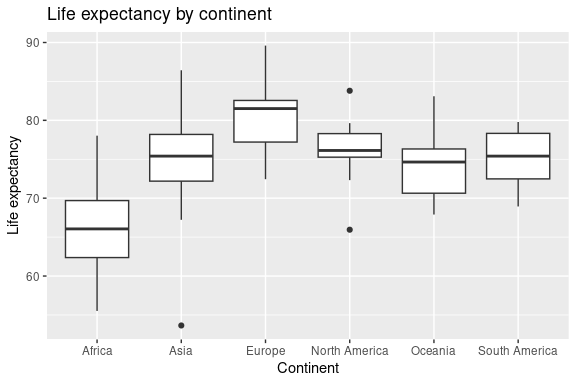 Life expectancy by continent
Life expectancy
90
80
70
60
Africa Asia Europe North America Oceania South America
Continent